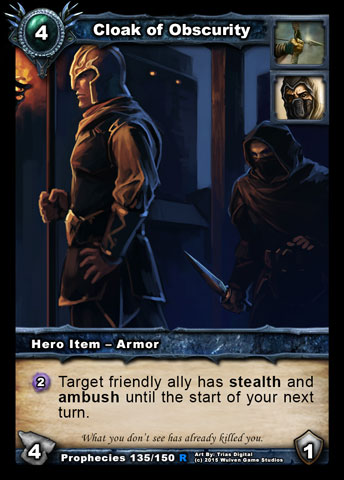 4
Cloak of Obscurity
Hero Item – Armor
2 Target friendly ally has stealth and
ambush until the start of your next
turn.
What you don't see has already killed you.
4
Prophecies 135/150 R
Art By: Trias Digital
(c) 2015 Wulven Game Studios
1